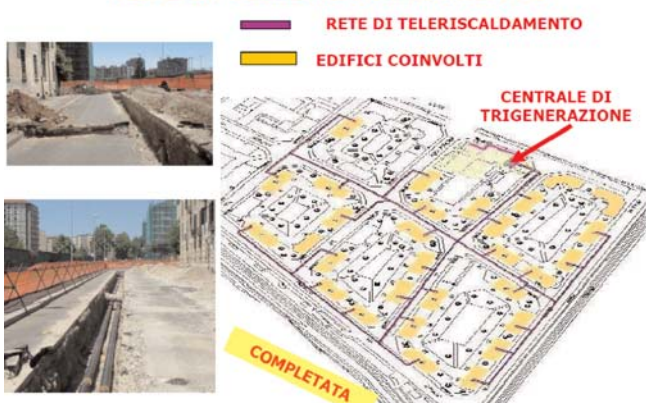 RETE DI TELERISCALDAMENTO
EDIFICI COINVOLTI
CENTRALE DI
TRIGENERAZIONE
COMPLETATA